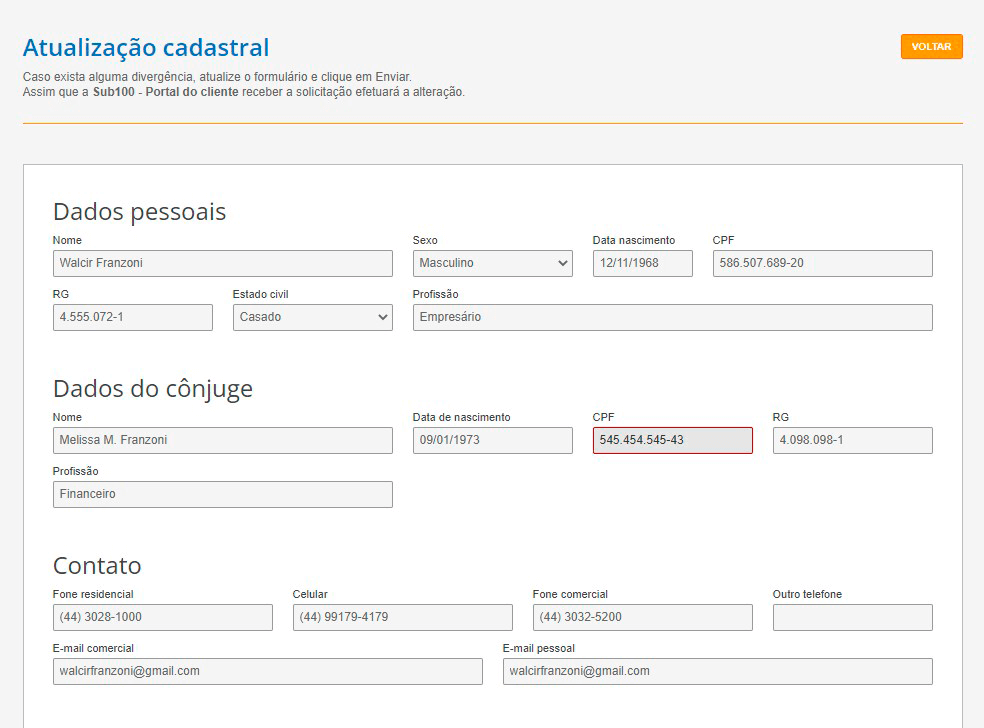 Atualização cadastral
VOLTAR
Caso exista alguma divergência, atualize o formulário e clique em Enviar.
Assim que a Sub100 - Portal do cliente receber a solicitação efetuará a alteração.
Dados pessoais
Nome Sexo Data nascimento CPF
Walcir Franzoni Masculino 12/11/1968 586.507.689-20
RG Estado civil Profissão
4.555.072-1 Casado Empresário
Dados do cônjuge
Nome Data de nascimento CPF RG
Melissa M. Franzoni 09/01/1973 545.454.545-43 4.098.098-1
Profissão
Financeiro
Contato
Fone residencial Celular Fone comercial Outro telefone
(44) 3028-1000 (44) 99179-4179 (44) 3032-5200
E-mail comercial E-mail pessoal
walcirfranzoni@gmail.com walcirfranzoni@gmail.com